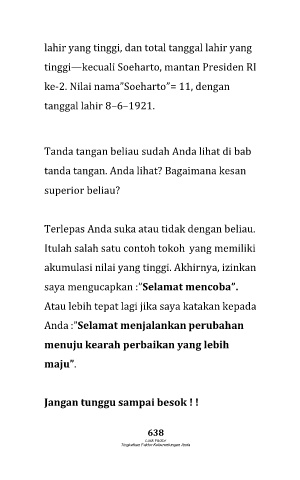 lahir yang tinggi, dan total tanggal lahir yang
tinggi—kecuali Soeharto, mantan Presiden RI
ke-2. Nilai nama"Soeharto"= 11, dengan
tanggal lahir 8–6–1921.
Tanda tangan beliau sudah Anda lihat di bab
tanda tangan. Anda lihat? Bagaimana kesan
superior beliau?
Terlepas Anda suka atau tidak dengan beliau.
Itulah salah satu contoh tokoh yang memiliki
akumulasi nilai yang tinggi. Akhirnya, izinkan
saya mengucapkan :"Selamat mencoba".
Atau lebih tepat lagi jika saya katakan kepada
Anda :"Selamat menjalankan perubahan
menuju kearah perbaikan yang lebih
maju".
Jangan tunggu sampai besok ! !
638
Luck Factor
Tingkatkan Faktor Keberuntungan Anda